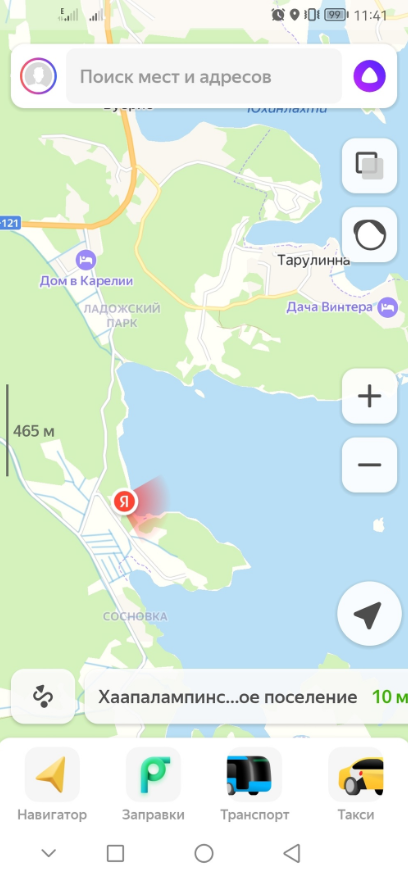 E
99
11:41
Поиск мест и адресов
Юхинлахти
121
Тарулинна
Дом в Карелии
Дача Винтера
ЛАДОЖСКИЙ
ПАРК
465 м
Я
СОСНОВКА
Хаапалампинс...ое поселение
10 м
Навигатор
Заправки
Транспорт
Такси